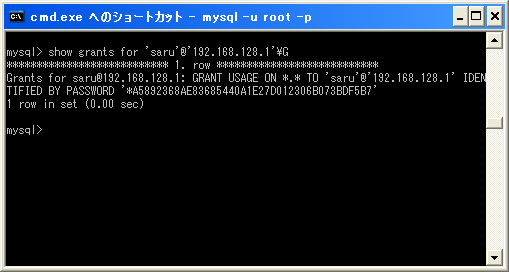 cmd.exe へのショートカット - mysql -u root -p
mysql> show grants for 'saru'@'192.168.128.1'¥G
*************************** 1. row ***************************
Grants for saru@192.168.128.1: GRANT USAGE ON *.* TO 'saru'@'192.168.128.1' IDEN
TIFIED BY PASSWORD '*A5892368AE83685440A1E27D012306B073BDF5B7'
1 row in set (0.00 sec)
mysql>